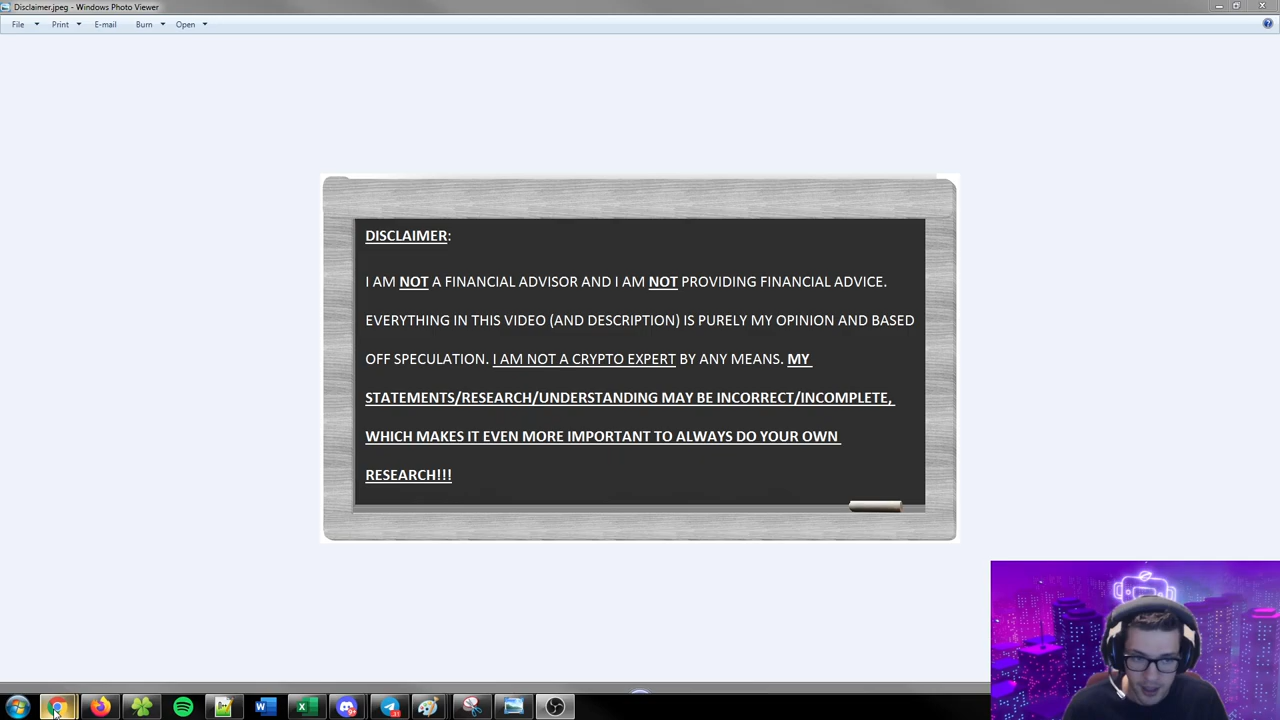 Disclaimer.jpeg - Windows Photo Viewer
File Print E-mail Burn Open
DISCLAIMER:
I AM NOT A FINANCIAL ADVISOR AND I AM NOT PROVIDING FINANCIAL ADVICE.
EVERYTHING IN THIS VIDEO (AND DESCRIPTION) IS PURELY MY OPINION AND BASED
OFF SPECULATION. I AM NOT A CRYPTO EXPERT BY ANY MEANS. MY
STATEMENTS/RESEARCH/UNDERSTANDING MAY BE INCORRECT/INCOMPLETE,
WHICH MAKES IT EVEN MORE IMPORTANT TO ALWAYS DO YOUR OWN
RESEARCH!!!